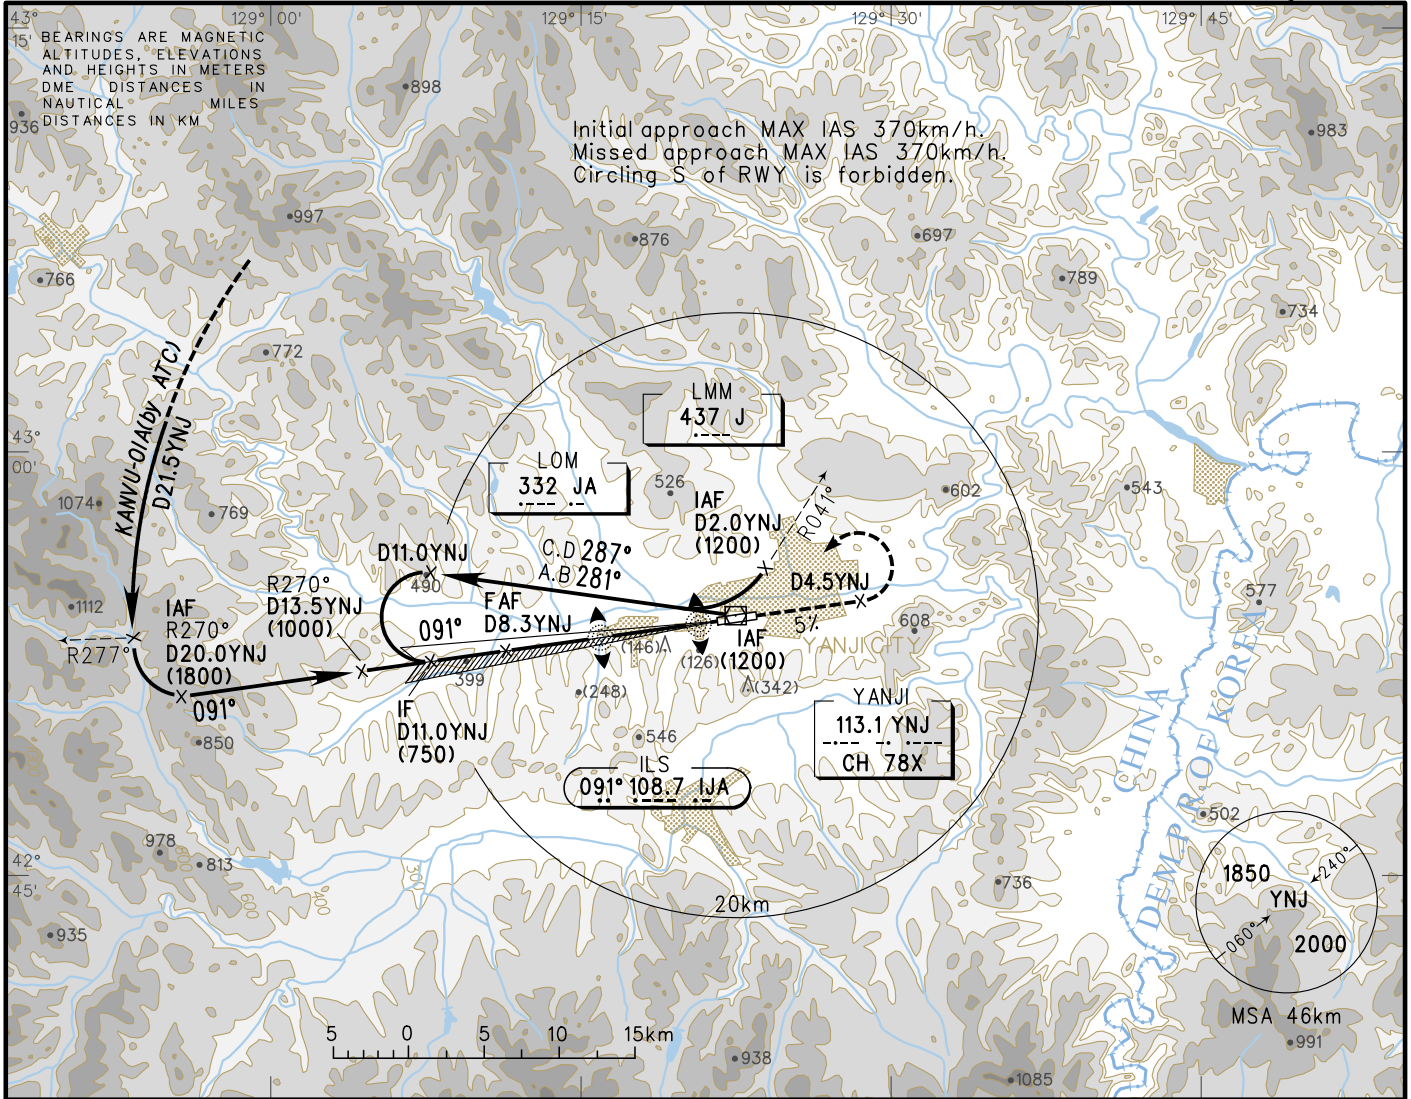 43°
15'
129° 00'
129° 15'
129° 30'
129° 45'
BEARINGS ARE MAGNETIC
ALTITUDES, ELEVATIONS
AND HEIGHTS IN METERS
DME DISTANCES IN
NAUTICAL MILES
DISTANCES IN KM
936
898
983
Initial approach MAX IAS 370km/h.
Missed approach MAX IAS 370km/h.
Circling S of RWY is forbidden.
997
876
697
766
789
734
772
KANVU-01A(by ATC)
D21.5YNJ
LMM
437 J
43°
00'
LOM
332 JA
526
602
543
1074
769
IAF
D2.0YNJ
(1200)
R041°
D11.0YNJ
490
C.D 287°
A.B 281°
D4.5YNJ
577
1112
R270°
D13.5YNJ
(1000)
IAF
R270°
D20.0YNJ
(1800)
FAF
D8.3YNJ
091°
5%
608
R277°
(146)
(126)
IAF
(1200)
YANJICITY
399
(248)
(342)
091°
IF
D11.0YNJ
(750)
850
546
YANJI
113.1 YNJ
CH 78X
ILS
091° 108.7 IJA
CHINA
DEMP.R OF KOREA
502
978
813
800
600
400
300
42°
45'
736
20km
1850
240°
YNJ
060°
2000
935
MSA 46km
5 0 5 10 15km
938
991
1085